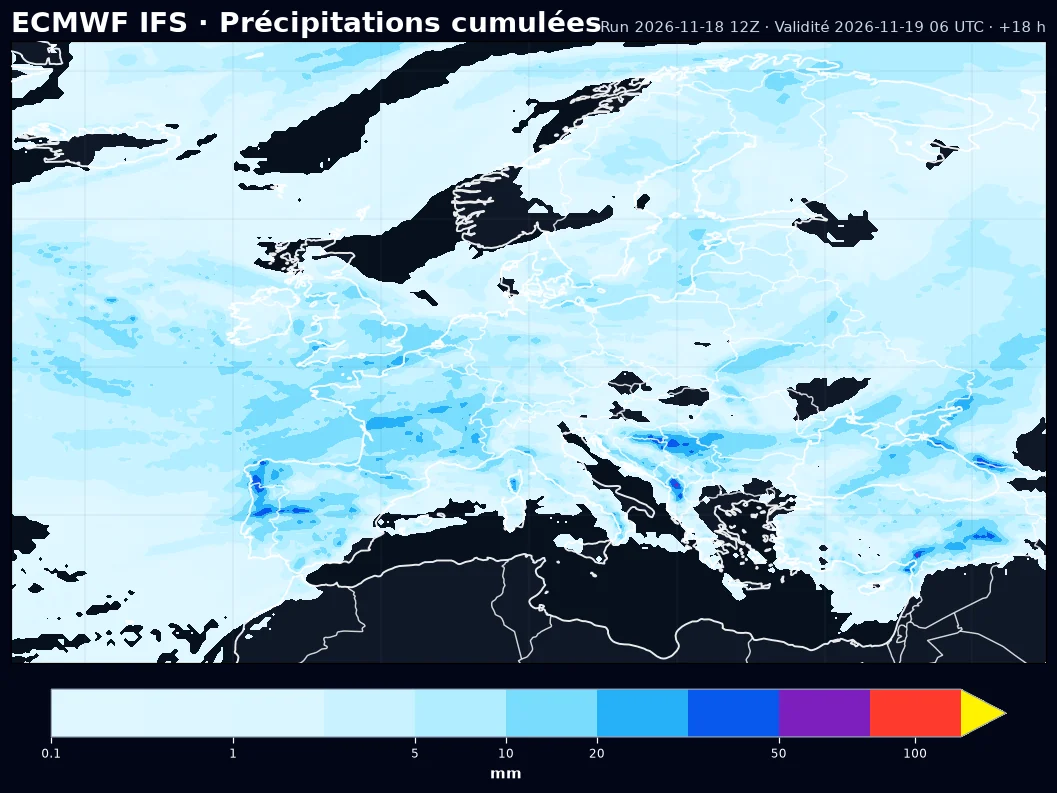 ECMWF IFS · Précipitations cumulées
Run 2026-11-18 12Z · Validité 2026-11-19 06 UTC · +18 h
0.1 1 5 10 20 50 100
mm